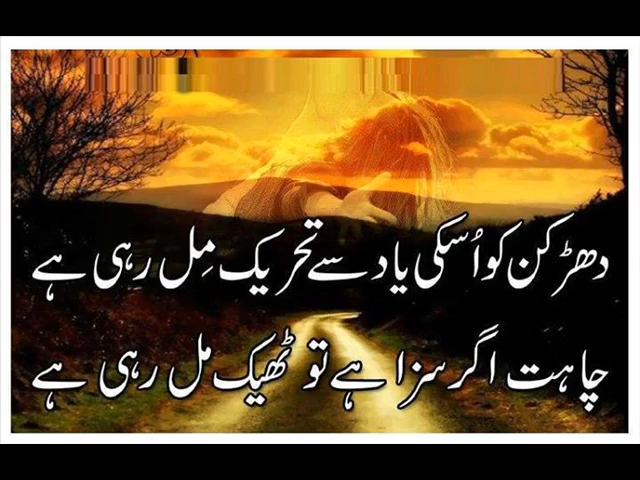 دھڑکن کو اُسکی یاد سے تحریک مِل رہی ہے
چاہت اگر سزا ہے تو ٹھیک مل رہی ہے